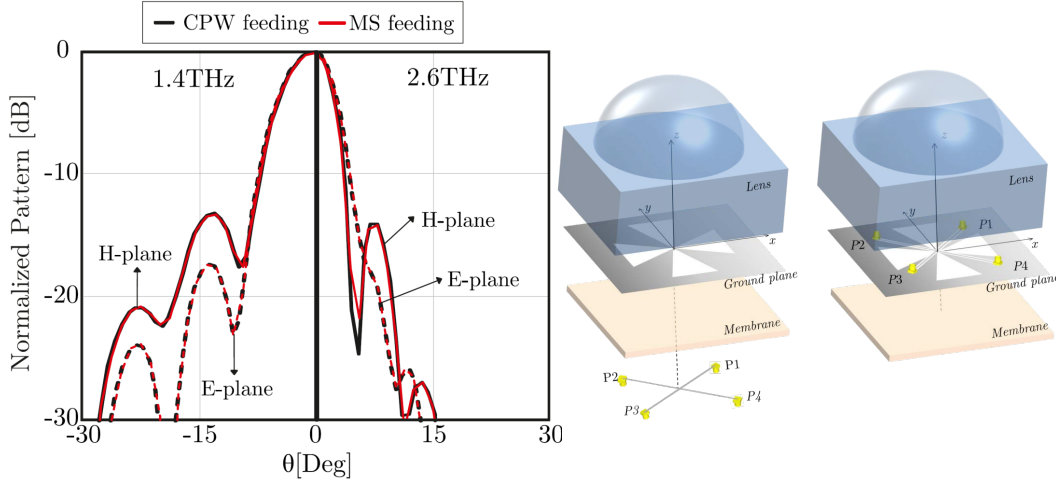 CPW feeding MS feeding
Normalized Pattern [dB]
0
-10
-20
-30
1.4THz
2.6THz
H-plane
E-plane
H-plane
E-plane
-30 -15 0 15 30
θ[Deg]
z
Lens
y
x
Ground plane
Membrane
P1
P2
P3
P4
z
Lens
y
x
P1
P2
P3
P4
Ground plane
Membrane